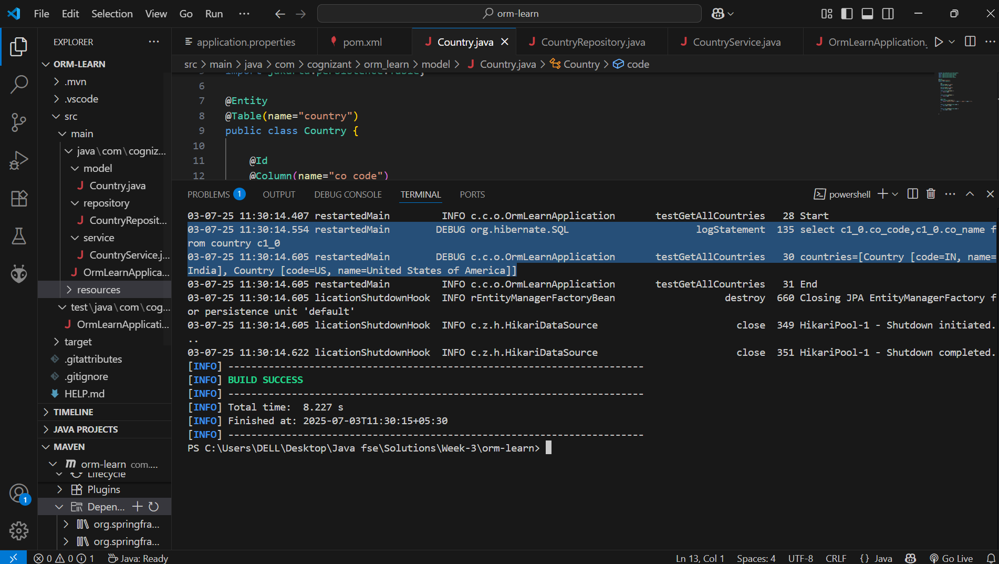 File Edit Selection View Go Run ··· orm-learn
EXPLORER ···
ORM-LEARN
.mvn
.vscode
src
main
java\com\cogniz...
model
Country.java
repository
CountryReposit...
service
CountryService.j...
OrmLearnApplica...
resources
test\java\com\cog...
OrmLearnApplicati...
target
.gitattributes
.gitignore
HELP.md
TIMELINE
JAVA PROJECTS
MAVEN
orm-learn com....
Lifecycle
Plugins
Depen...
org.springfra...
org.springfra...
application.properties pom.xml Country.java CountryRepository.java CountryService.java OrmLearnApplication.
src > main > java > com > cognizant > orm_learn > model > Country.java > Country > code
5 import jakarta.persistence.Table;
6
7 @Entity
8 @Table(name="country")
9 public class Country {
10
11 @Id
12 @Column(name="co_code")
PROBLEMS 1 OUTPUT DEBUG CONSOLE TERMINAL PORTS powershell
03-07-25 11:30:14.407 restartedMain INFO c.c.o.OrmLearnApplication testGetAllCountries 28 Start
03-07-25 11:30:14.554 restartedMain DEBUG org.hibernate.SQL logStatement 135 select c1_0.co_code,c1_0.co_name f
rom country c1_0
03-07-25 11:30:14.605 restartedMain DEBUG c.c.o.OrmLearnApplication testGetAllCountries 30 countries=[Country [code=IN, name=
India], Country [code=US, name=United States of America]]
03-07-25 11:30:14.605 restartedMain INFO c.c.o.OrmLearnApplication testGetAllCountries 31 End
03-07-25 11:30:14.605 licationShutdownHook INFO rEntityManagerFactoryBean destroy 660 Closing JPA EntityManagerFactory f
or persistence unit 'default'
03-07-25 11:30:14.605 licationShutdownHook INFO c.z.h.HikariDataSource close 349 HikariPool-1 - Shutdown initiated.
..
03-07-25 11:30:14.622 licationShutdownHook INFO c.z.h.HikariDataSource close 351 HikariPool-1 - Shutdown completed.
[INFO] ------------------------------------------------------------------------
[INFO] BUILD SUCCESS
[INFO] ------------------------------------------------------------------------
[INFO] Total time:  8.227 s
[INFO] Finished at: 2025-07-03T11:30:15+05:30
[INFO] ------------------------------------------------------------------------
PS C:\Users\DELL\Desktop\Java fse\Solutions\Week-3\orm-learn>
1
0 0 1 Java: Ready Ln 13, Col 1 Spaces: 4 UTF-8 CRLF {} Java Go Live